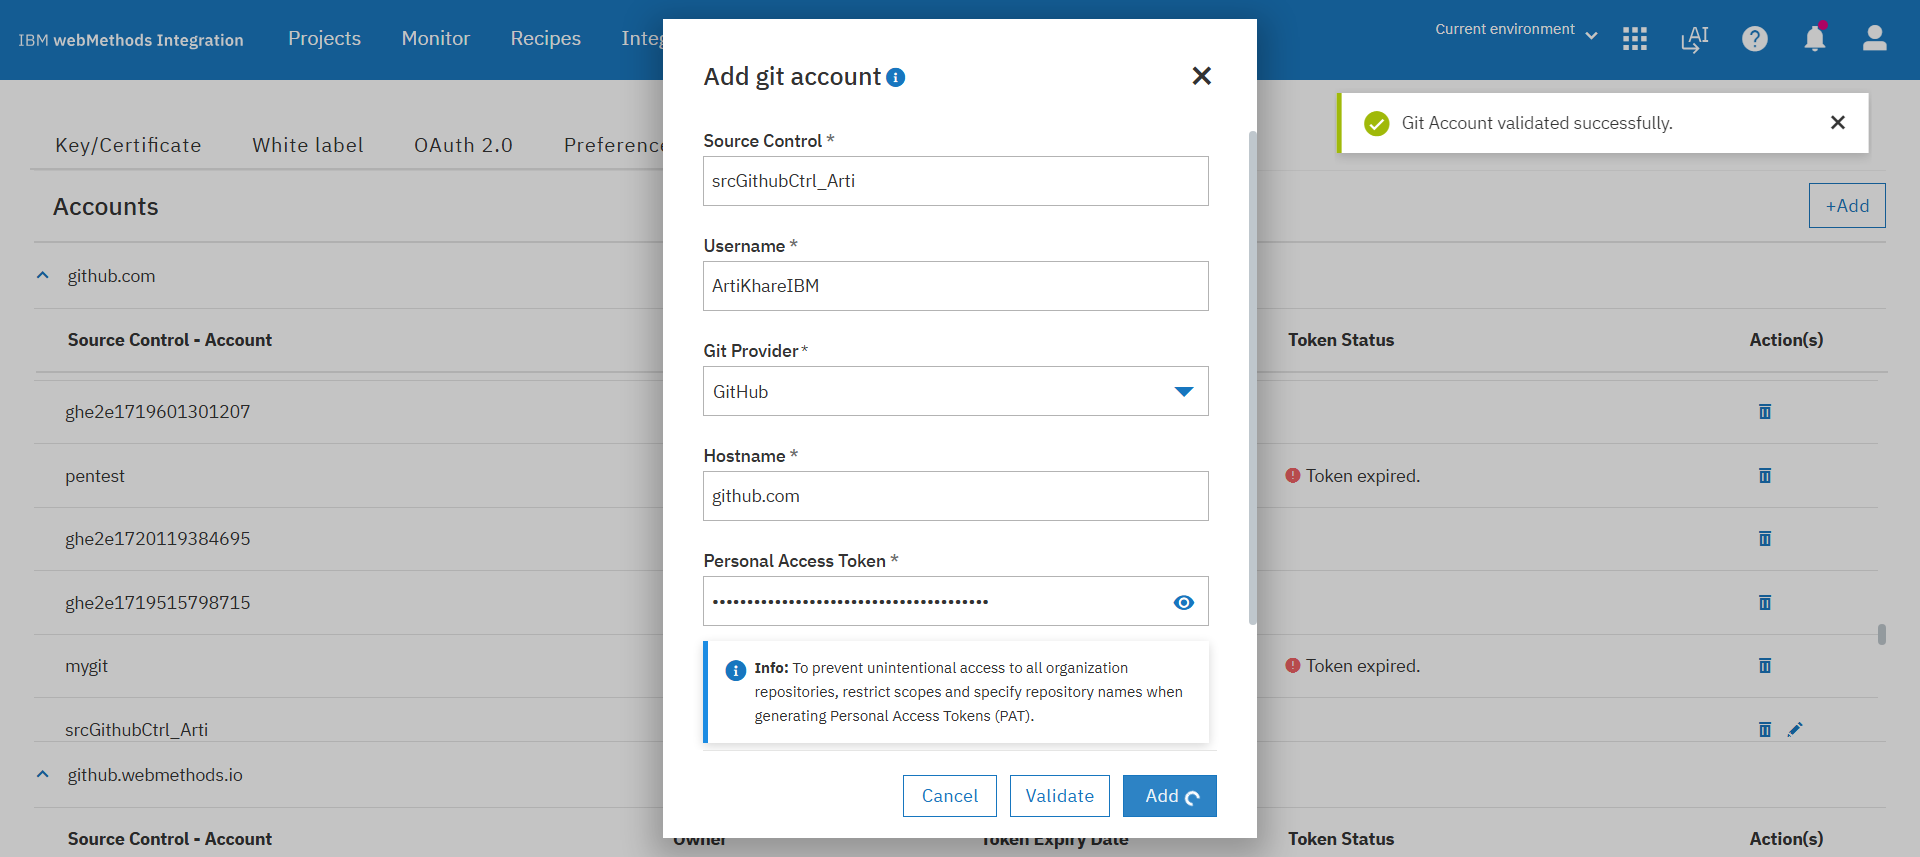 IBM webMethods Integration
Projects
Monitor
Recipes
Integ
Current environment
AI
Key/Certificate
White label
OAuth 2.0
Preference
Git Account validated successfully.
Accounts
+Add
github.com
Source Control - Account
Token Status
Action(s)
ghe2e1719601301207
pentest
Token expired.
ghe2e1720119384695
ghe2e1719515798715
mygit
Token expired.
srcGithubCtrl_Arti
github.webmethods.io
Source Control - Account
Owner
Token Expiry Date
Token Status
Action(s)
Add git account
Source Control *
srcGithubCtrl_Arti
Username *
ArtiKhareIBM
Git Provider*
GitHub
Hostname *
github.com
Personal Access Token *
••••••••••••••••••••••••••••••••••••••••
Info: To prevent unintentional access to all organization
repositories, restrict scopes and specify repository names when
generating Personal Access Tokens (PAT).
Cancel
Validate
Add